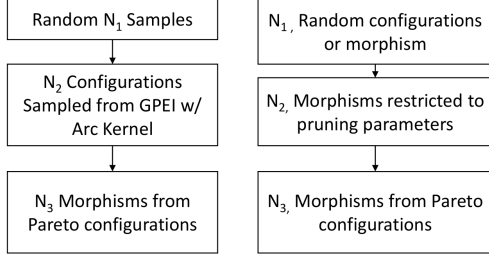 Random N₁ Samples
N₂ Configurations
Sampled from GPEI w/
Arc Kernel
N₃ Morphisms from
Pareto configurations
N₁, Random configurations
or morphism
N₂, Morphisms restricted to
pruning parameters
N₃, Morphisms from Pareto
configurations